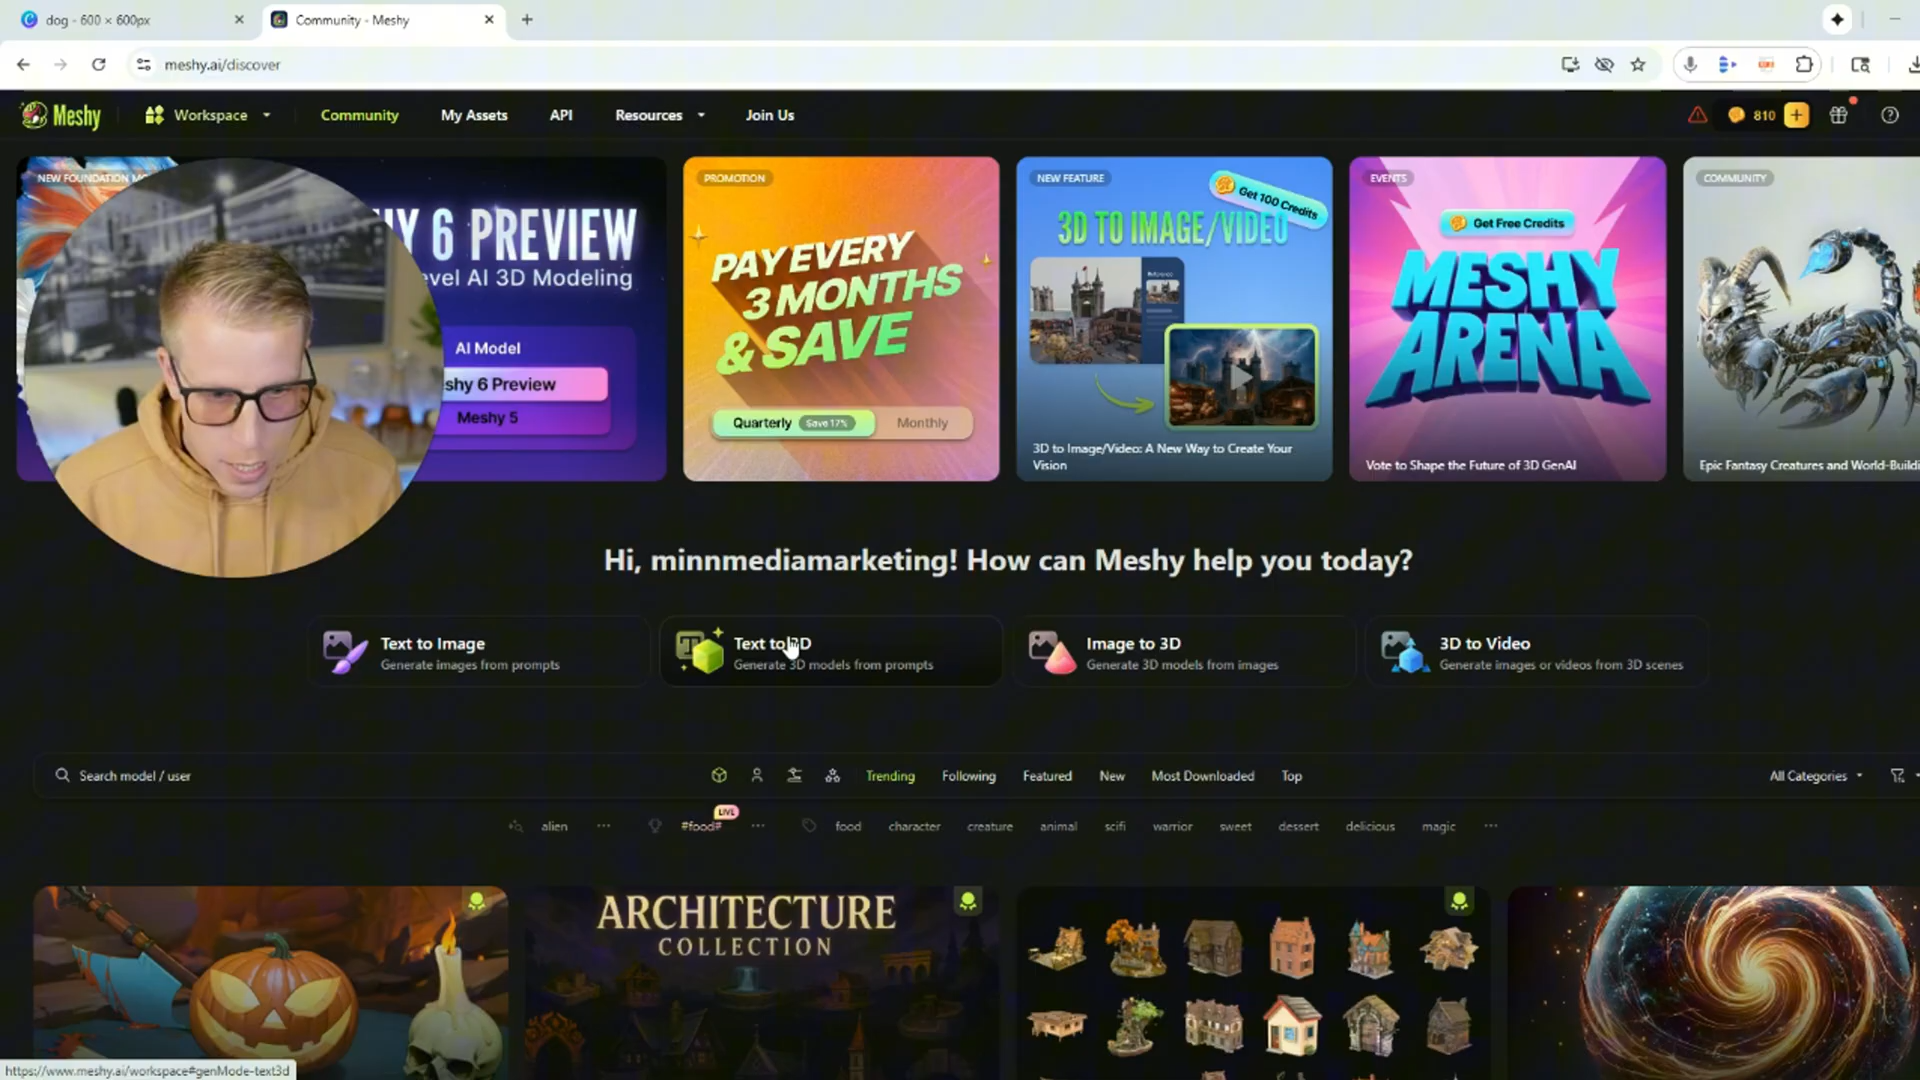 dog - 600 × 600px
Community - Meshy
meshy.ai/discover
Meshy
Workspace
Community
My Assets
API
Resources
Join Us
810
NEW FOUNDATION
Y 6 PREVIEW
evel AI 3D Modeling
AI Model
shy 6 Preview
Meshy 5
PROMOTION
PAY EVERY
3 MONTHS
& SAVE
Quarterly
Save 17%
Monthly
NEW FEATURE
Get 100 Credits
3D TO IMAGE/VIDEO
3D to Image/Video: A New Way to Create Your
Vision
EVENTS
Get Free Credits
MESHY
ARENA
Vote to Shape the Future of 3D GenAI
COMMUNITY
Epic Fantasy Creatures and World-Buildi
Hi, minnmediamarketing! How can Meshy help you today?
Text to Image
Generate images from prompts
Text to 3D
Generate 3D models from prompts
Image to 3D
Generate 3D models from images
3D to Video
Generate images or videos from 3D scenes
Search model / user
Trending
Following
Featured
New
Most Downloaded
Top
All Categories
LIVE
alien
#food#
food
character
creature
animal
scifi
warrior
sweet
dessert
delicious
magic
ARCHITECTURE
COLLECTION
https://www.meshy.ai/workspace#genMode-text3d